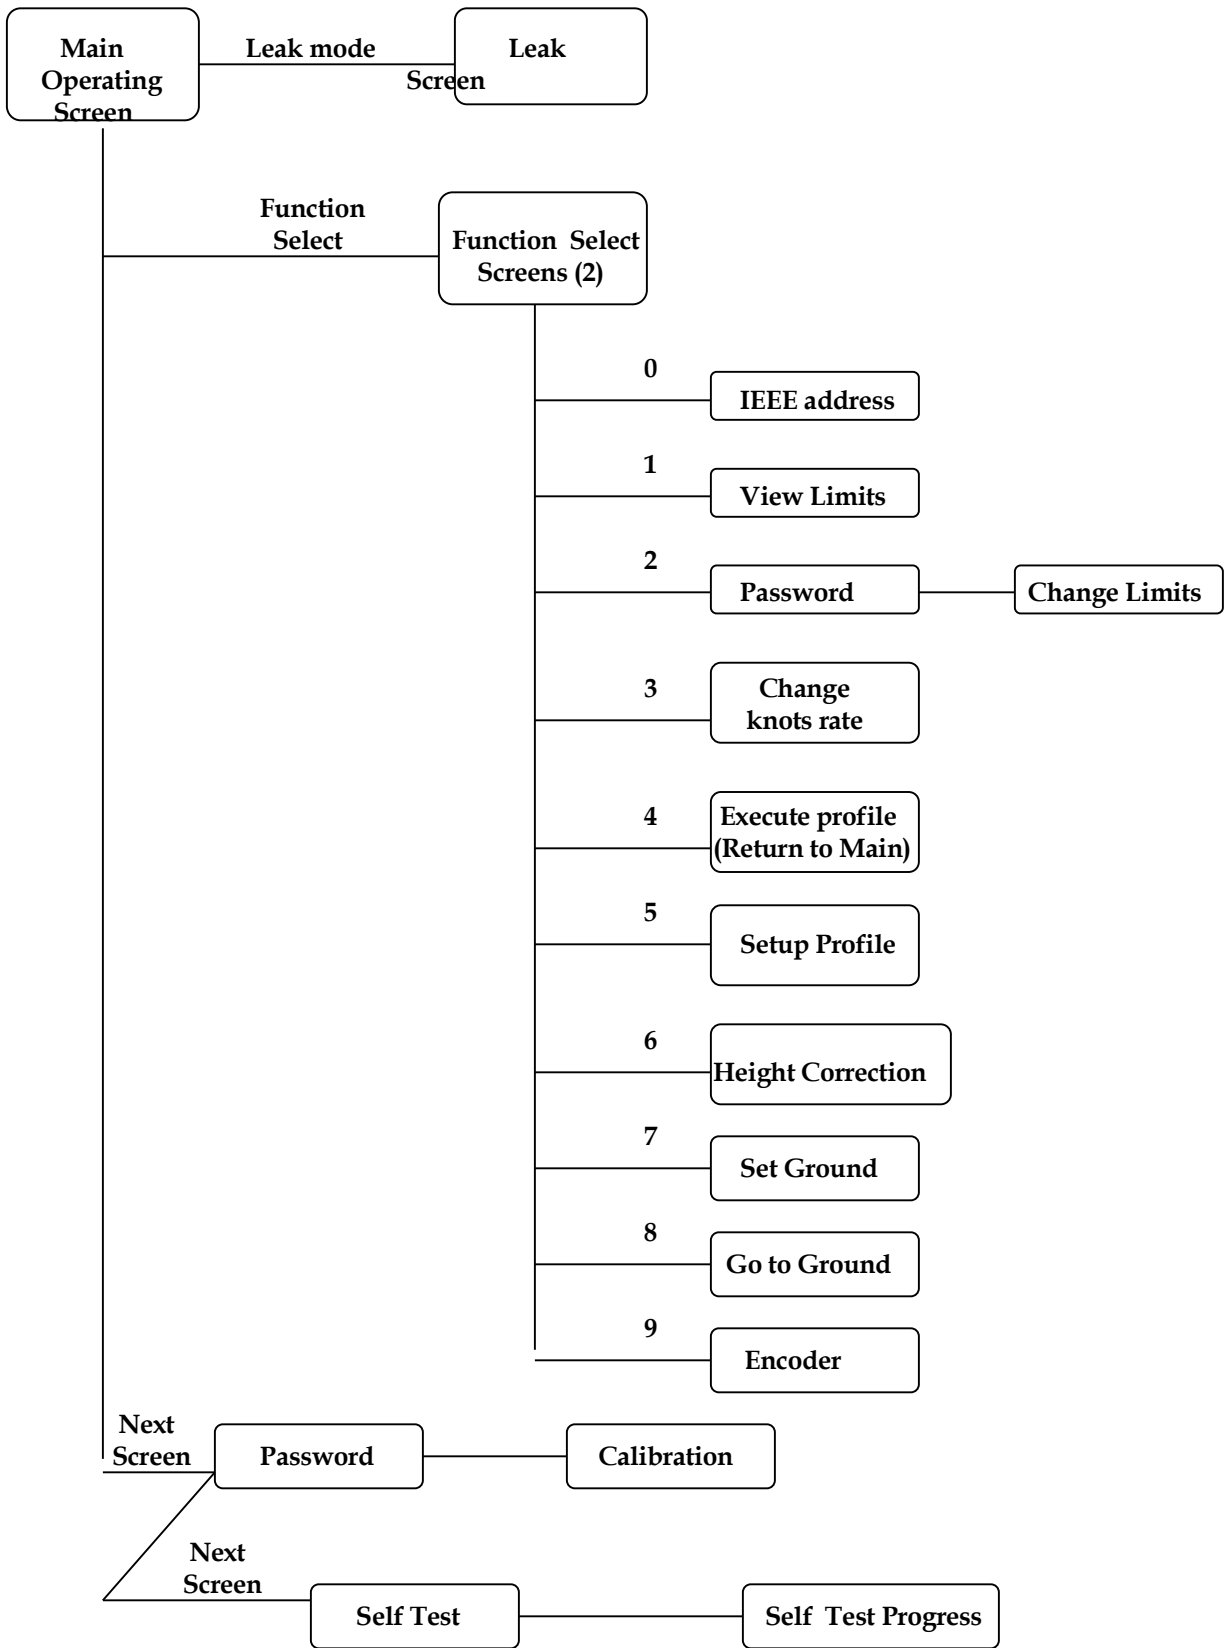 Main
Operating
Screen
Leak mode
Leak
Screen
Function
Select
Function Select
Screens (2)
0
IEEE address
1
View Limits
2
Password
Change Limits
3
Change
knots rate
4
Execute profile
(Return to Main)
5
Setup Profile
6
Height Correction
7
Set Ground
8
Go to Ground
9
Encoder
Next
Screen
Password
Calibration
Next
Screen
Self Test
Self Test Progress